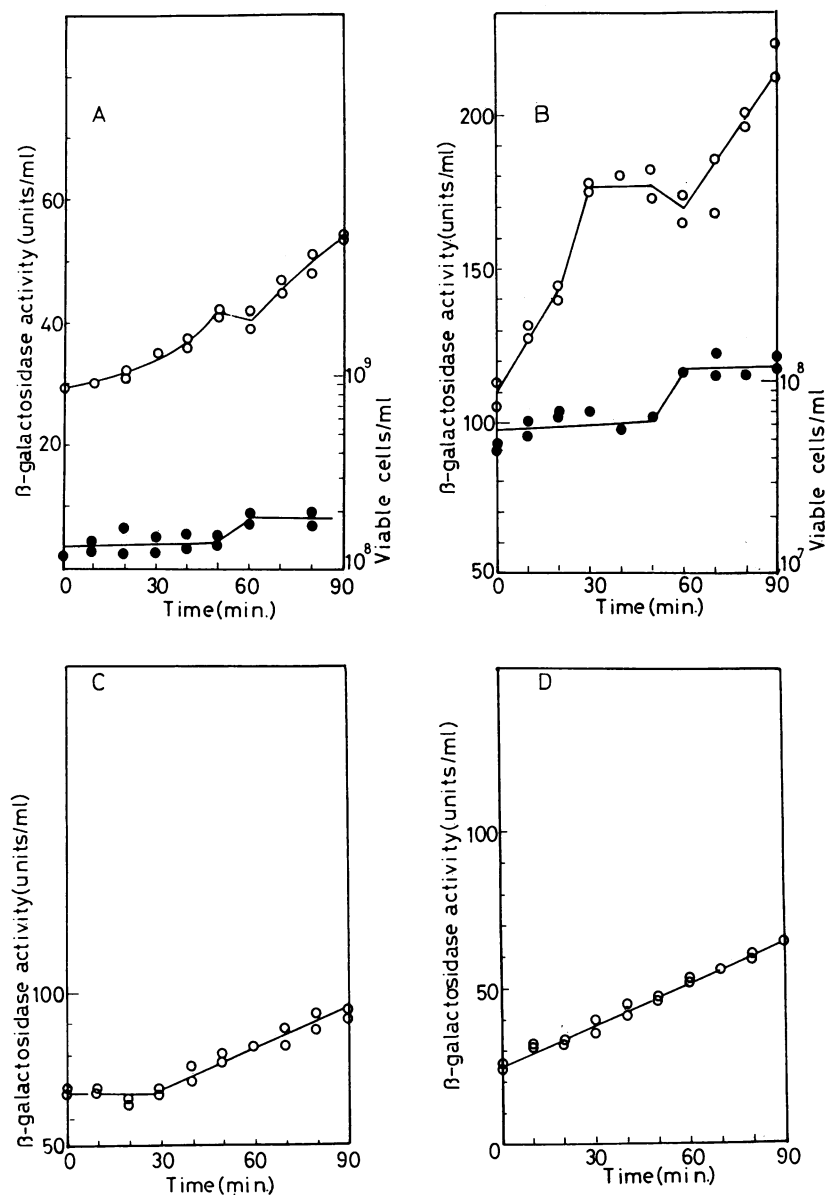 A
β-galactosidase activity (units/ml)
60
40
20
10⁹
10⁸
Viable cells/ml
0 30 60 90
Time (min.)
B
β-galactosidase activity (units/ml)
200
150
100
50
10⁸
10⁷
Viable cells/ml
0 30 60 90
Time (min.)
C
β-galactosidase activity (units/ml)
100
50
0 30 60 90
Time (min.)
D
β-galactosidase activity (units/ml)
100
50
0
0 30 60 90
Time (min.)